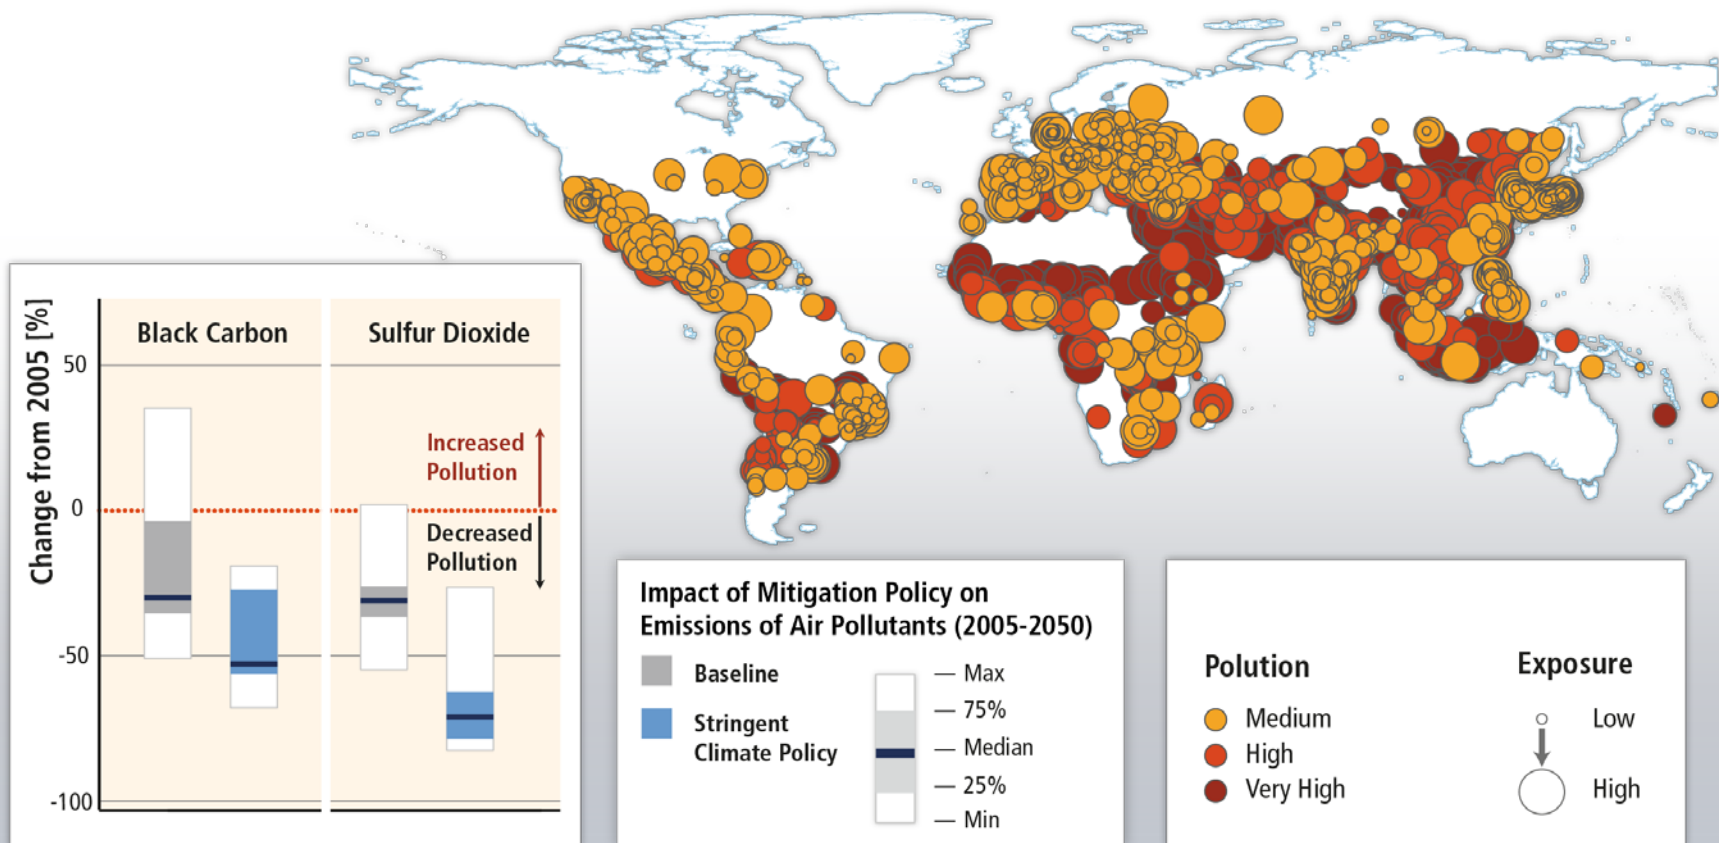 Change from 2005 [%]
50
0
-50
-100
Black Carbon
Sulfur Dioxide
Increased
Pollution
Decreased
Pollution
Impact of Mitigation Policy on
Emissions of Air Pollutants (2005-2050)
Baseline
Stringent
Climate Policy
Max
75%
Median
25%
Min
Polution
Medium
High
Very High
Exposure
Low
High